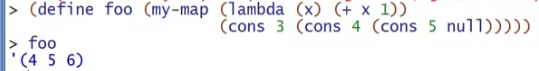 > (define foo (my-map (lambda (x) (+ x 1))
(cons 3 (cons 4 (cons 5 null)))))
> foo
'(4 5 6)